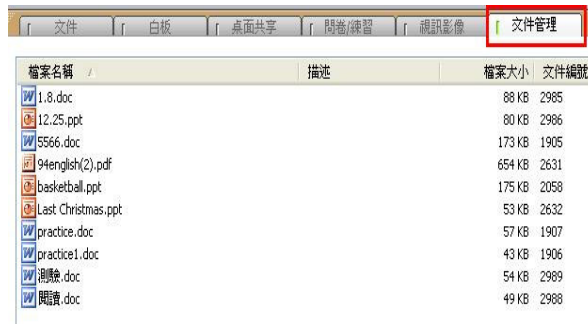 文件 白板 桌面共享 問卷/練習 視訊影像 文件管理
檔案名稱 描述 檔案大小 文件編號
1.8.doc 88 KB 2985
12.25.ppt 80 KB 2986
5566.doc 173 KB 1905
94english(2).pdf 654 KB 2631
basketball.ppt 175 KB 2058
Last Christmas.ppt 53 KB 2632
practice.doc 57 KB 1907
practice1.doc 43 KB 1906
測驗.doc 54 KB 2989
閱讀.doc 49 KB 2988